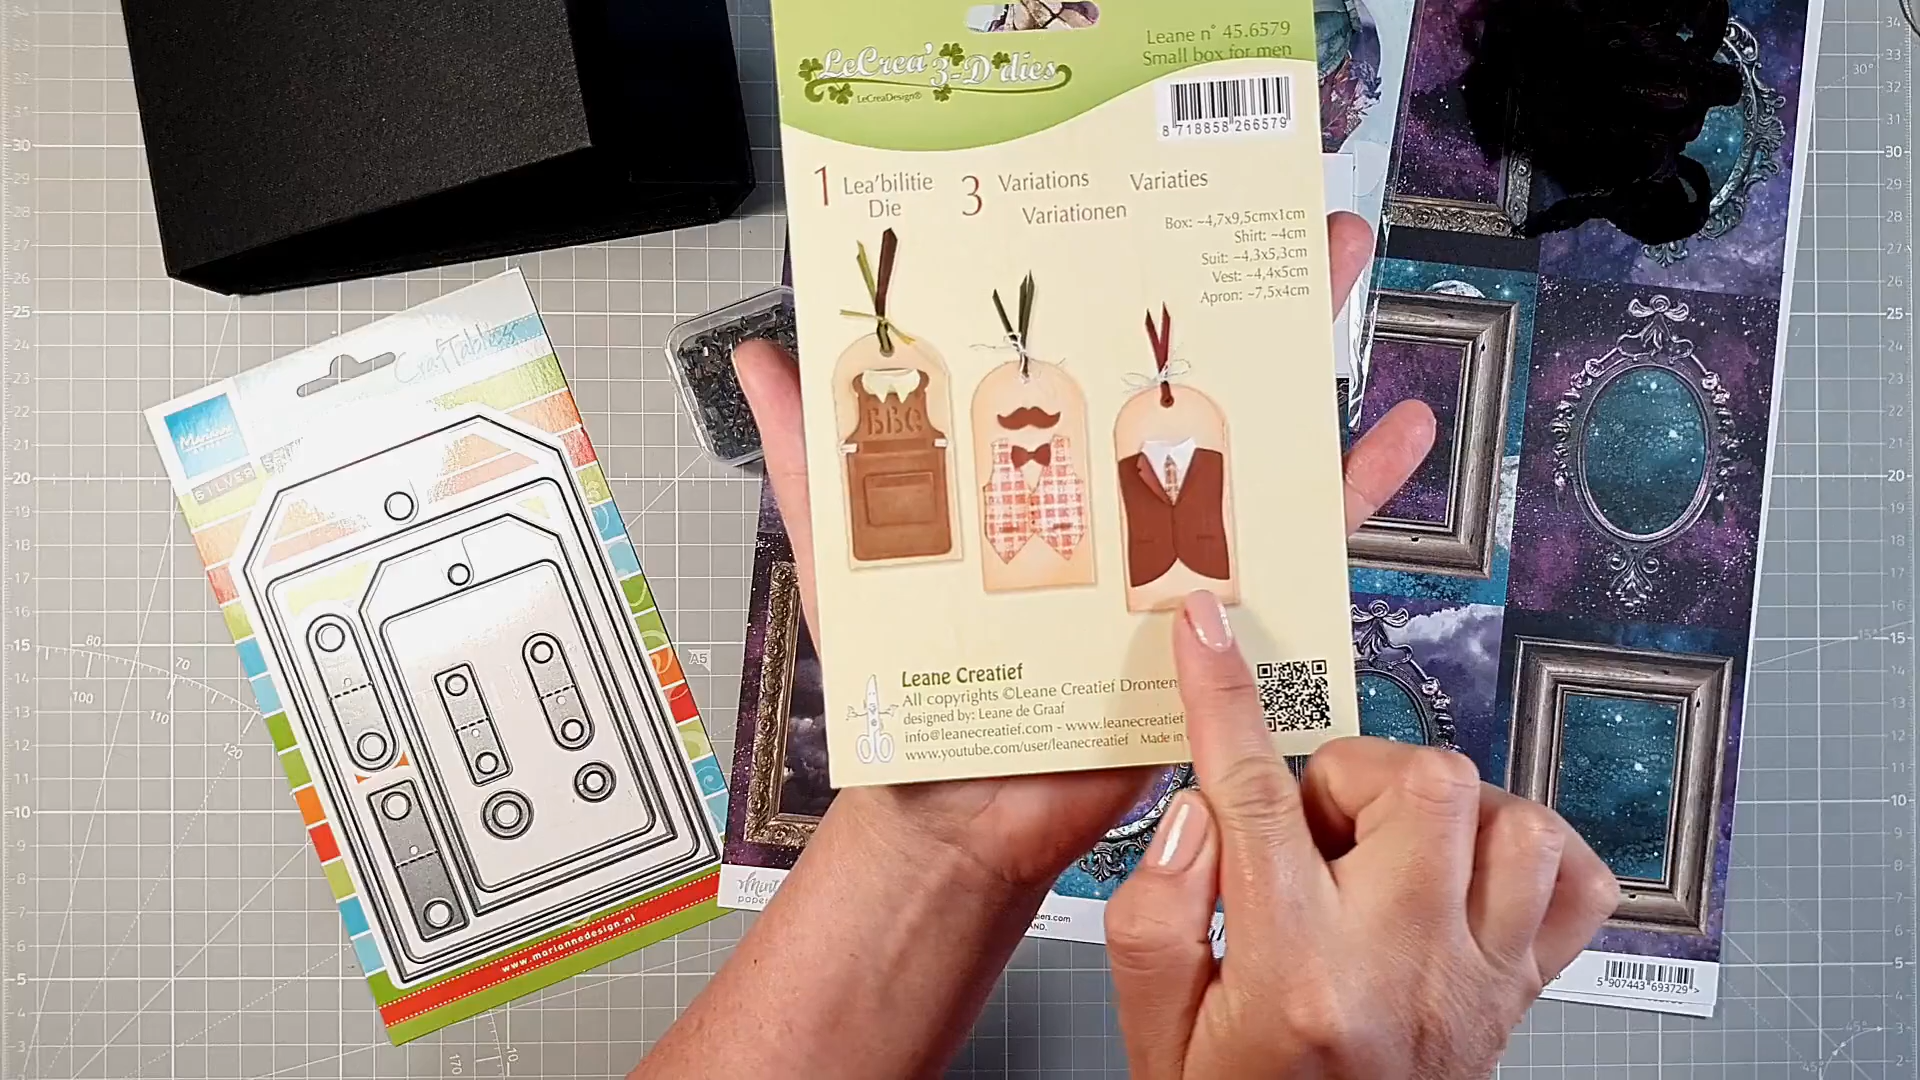 Leane n° 45.6579
Small box for men
LeCrea' 3-D dies
LeCreaDesign®
8 718858 266579
1 Lea'bilitie
Die
3 Variations Variaties
Variationen
Box: ~4,7x9,5cmx1cm
Shirt: ~4cm
Suit: ~4,3x5,3cm
Vest: ~4,4x5cm
Apron: ~7,5x4cm
BBQ
Leane Creatief
All copyrights ©Leane Creatief Dronten
designed by: Leane de Graaf
info@leanecreatief.com - www.leanecreatief
www.youtube.com/user/leanecreatief Made in
CrafTables
Marianne
SILVER
www.mariannedesign.nl
A5
5 907443 693729 >